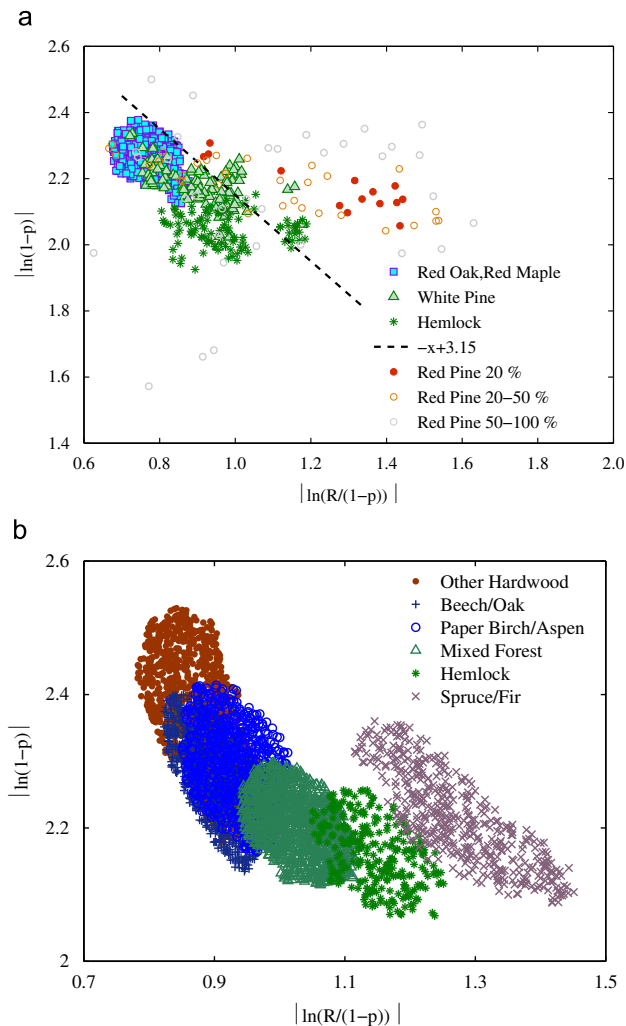 a
2.6
2.4
2.2
2.0
1.8
1.6
1.4
0.6
0.8
1.0
1.2
1.4
1.6
1.8
2.0
|ln(1−p)|
|ln(R/(1−p)) |
Red Oak,Red Maple
White Pine
Hemlock
−x+3.15
Red Pine 20 %
Red Pine 20−50 %
Red Pine 50−100 %
b
2.6
2.4
2.2
2
0.7
0.9
1.1
1.3
1.5
|ln(1−p)|
|ln(R/(1−p)) |
Other Hardwood
Beech/Oak
Paper Birch/Aspen
Mixed Forest
Hemlock
Spruce/Fir